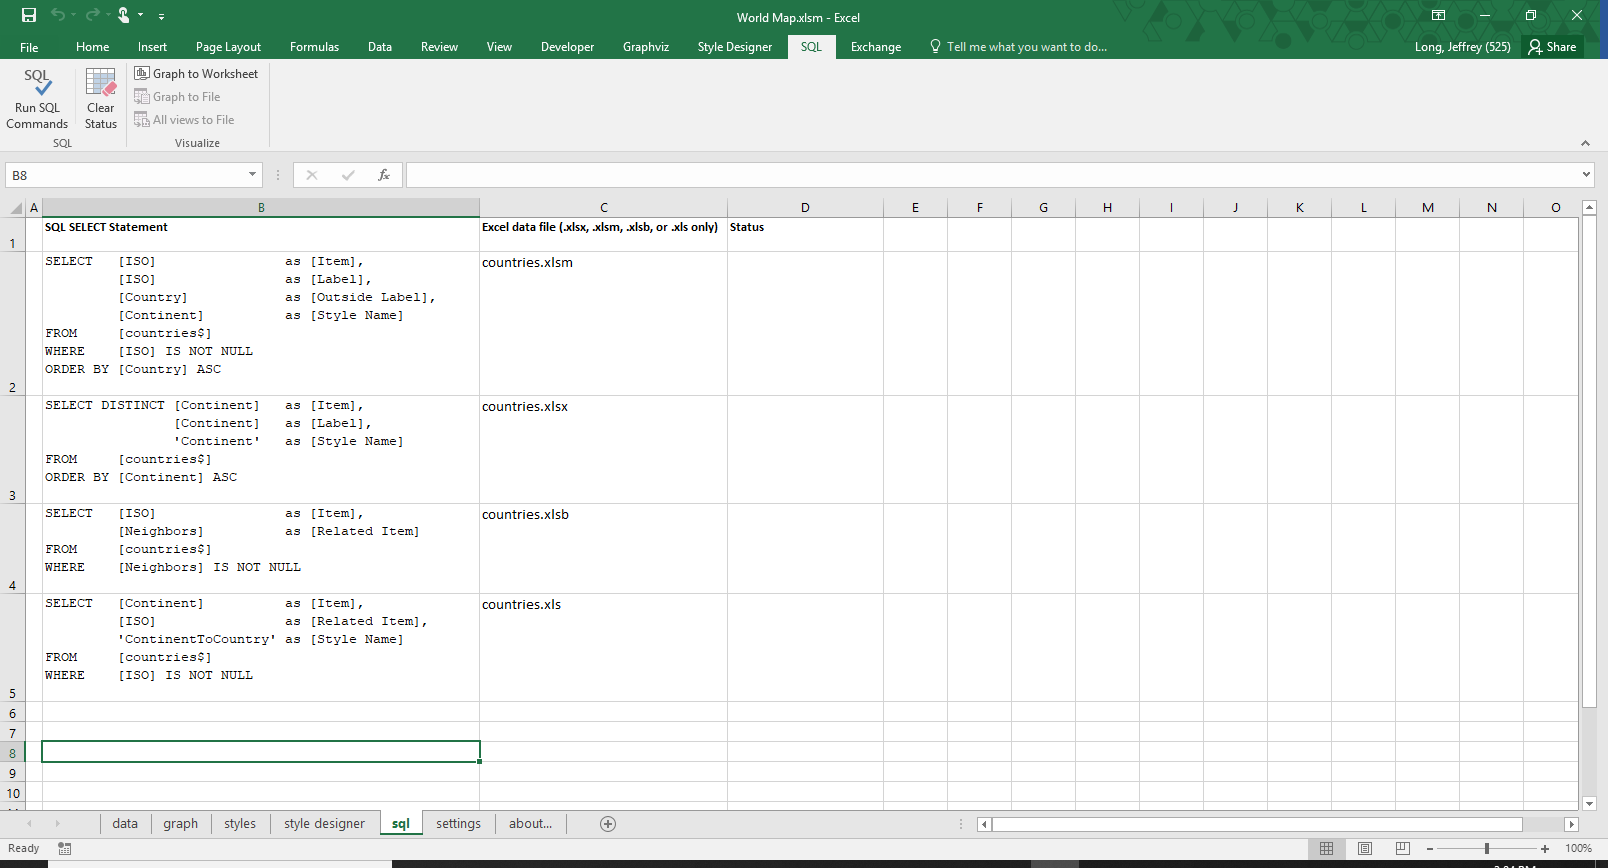 World Map.xlsm - Excel
File Home Insert Page Layout Formulas Data Review View Developer Graphviz Style Designer SQL Exchange Tell me what you want to do... Long, Jeffrey (525) Share
SQL
Run SQL Commands
Clear Status
Graph to Worksheet
Graph to File
All views to File
SQL Visualize
B8 fx
A B C D E F G H I J K L M N O
1 SQL SELECT Statement Excel data file (.xlsx, .xlsm, .xlsb, or .xls only) Status
SELECT [ISO] as [Item], countries.xlsm
[ISO] as [Label],
[Country] as [Outside Label],
[Continent] as [Style Name]
FROM [countries$]
WHERE [ISO] IS NOT NULL
ORDER BY [Country] ASC
2
SELECT DISTINCT [Continent] as [Item], countries.xlsx
[Continent] as [Label],
'Continent' as [Style Name]
FROM [countries$]
ORDER BY [Continent] ASC
3
SELECT [ISO] as [Item], countries.xlsb
[Neighbors] as [Related Item]
FROM [countries$]
WHERE [Neighbors] IS NOT NULL
4
SELECT [Continent] as [Item], countries.xls
[ISO] as [Related Item],
'ContinentToCountry' as [Style Name]
FROM [countries$]
WHERE [ISO] IS NOT NULL
5
6
7
8
9
10
data graph styles style designer sql settings about...
Ready 100%